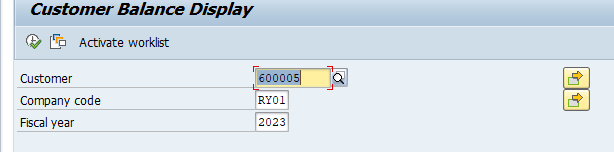 Customer Balance Display
Activate worklist
Customer 600005
Company code RY01
Fiscal year 2023